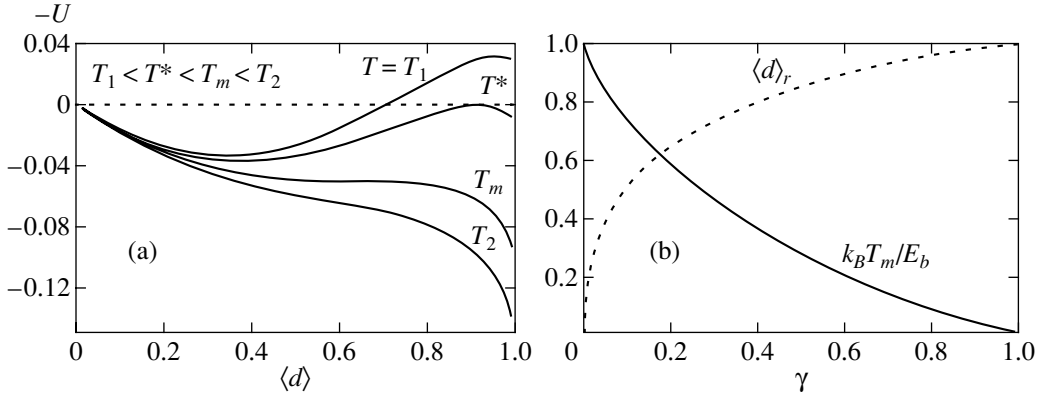 −U
0.04
T₁ < T* < Tₘ < T₂
T = T₁
T*
0
−0.04
Tₘ
−0.08
T₂
(a)
−0.12
0 0.2 0.4 0.6 0.8 1.0
⟨d⟩
1.0
⟨d⟩ᵣ
0.8
0.6
0.4
(b)
k_BTₘ/E_b
0.2
0 0.2 0.4 0.6 0.8 1.0
γ